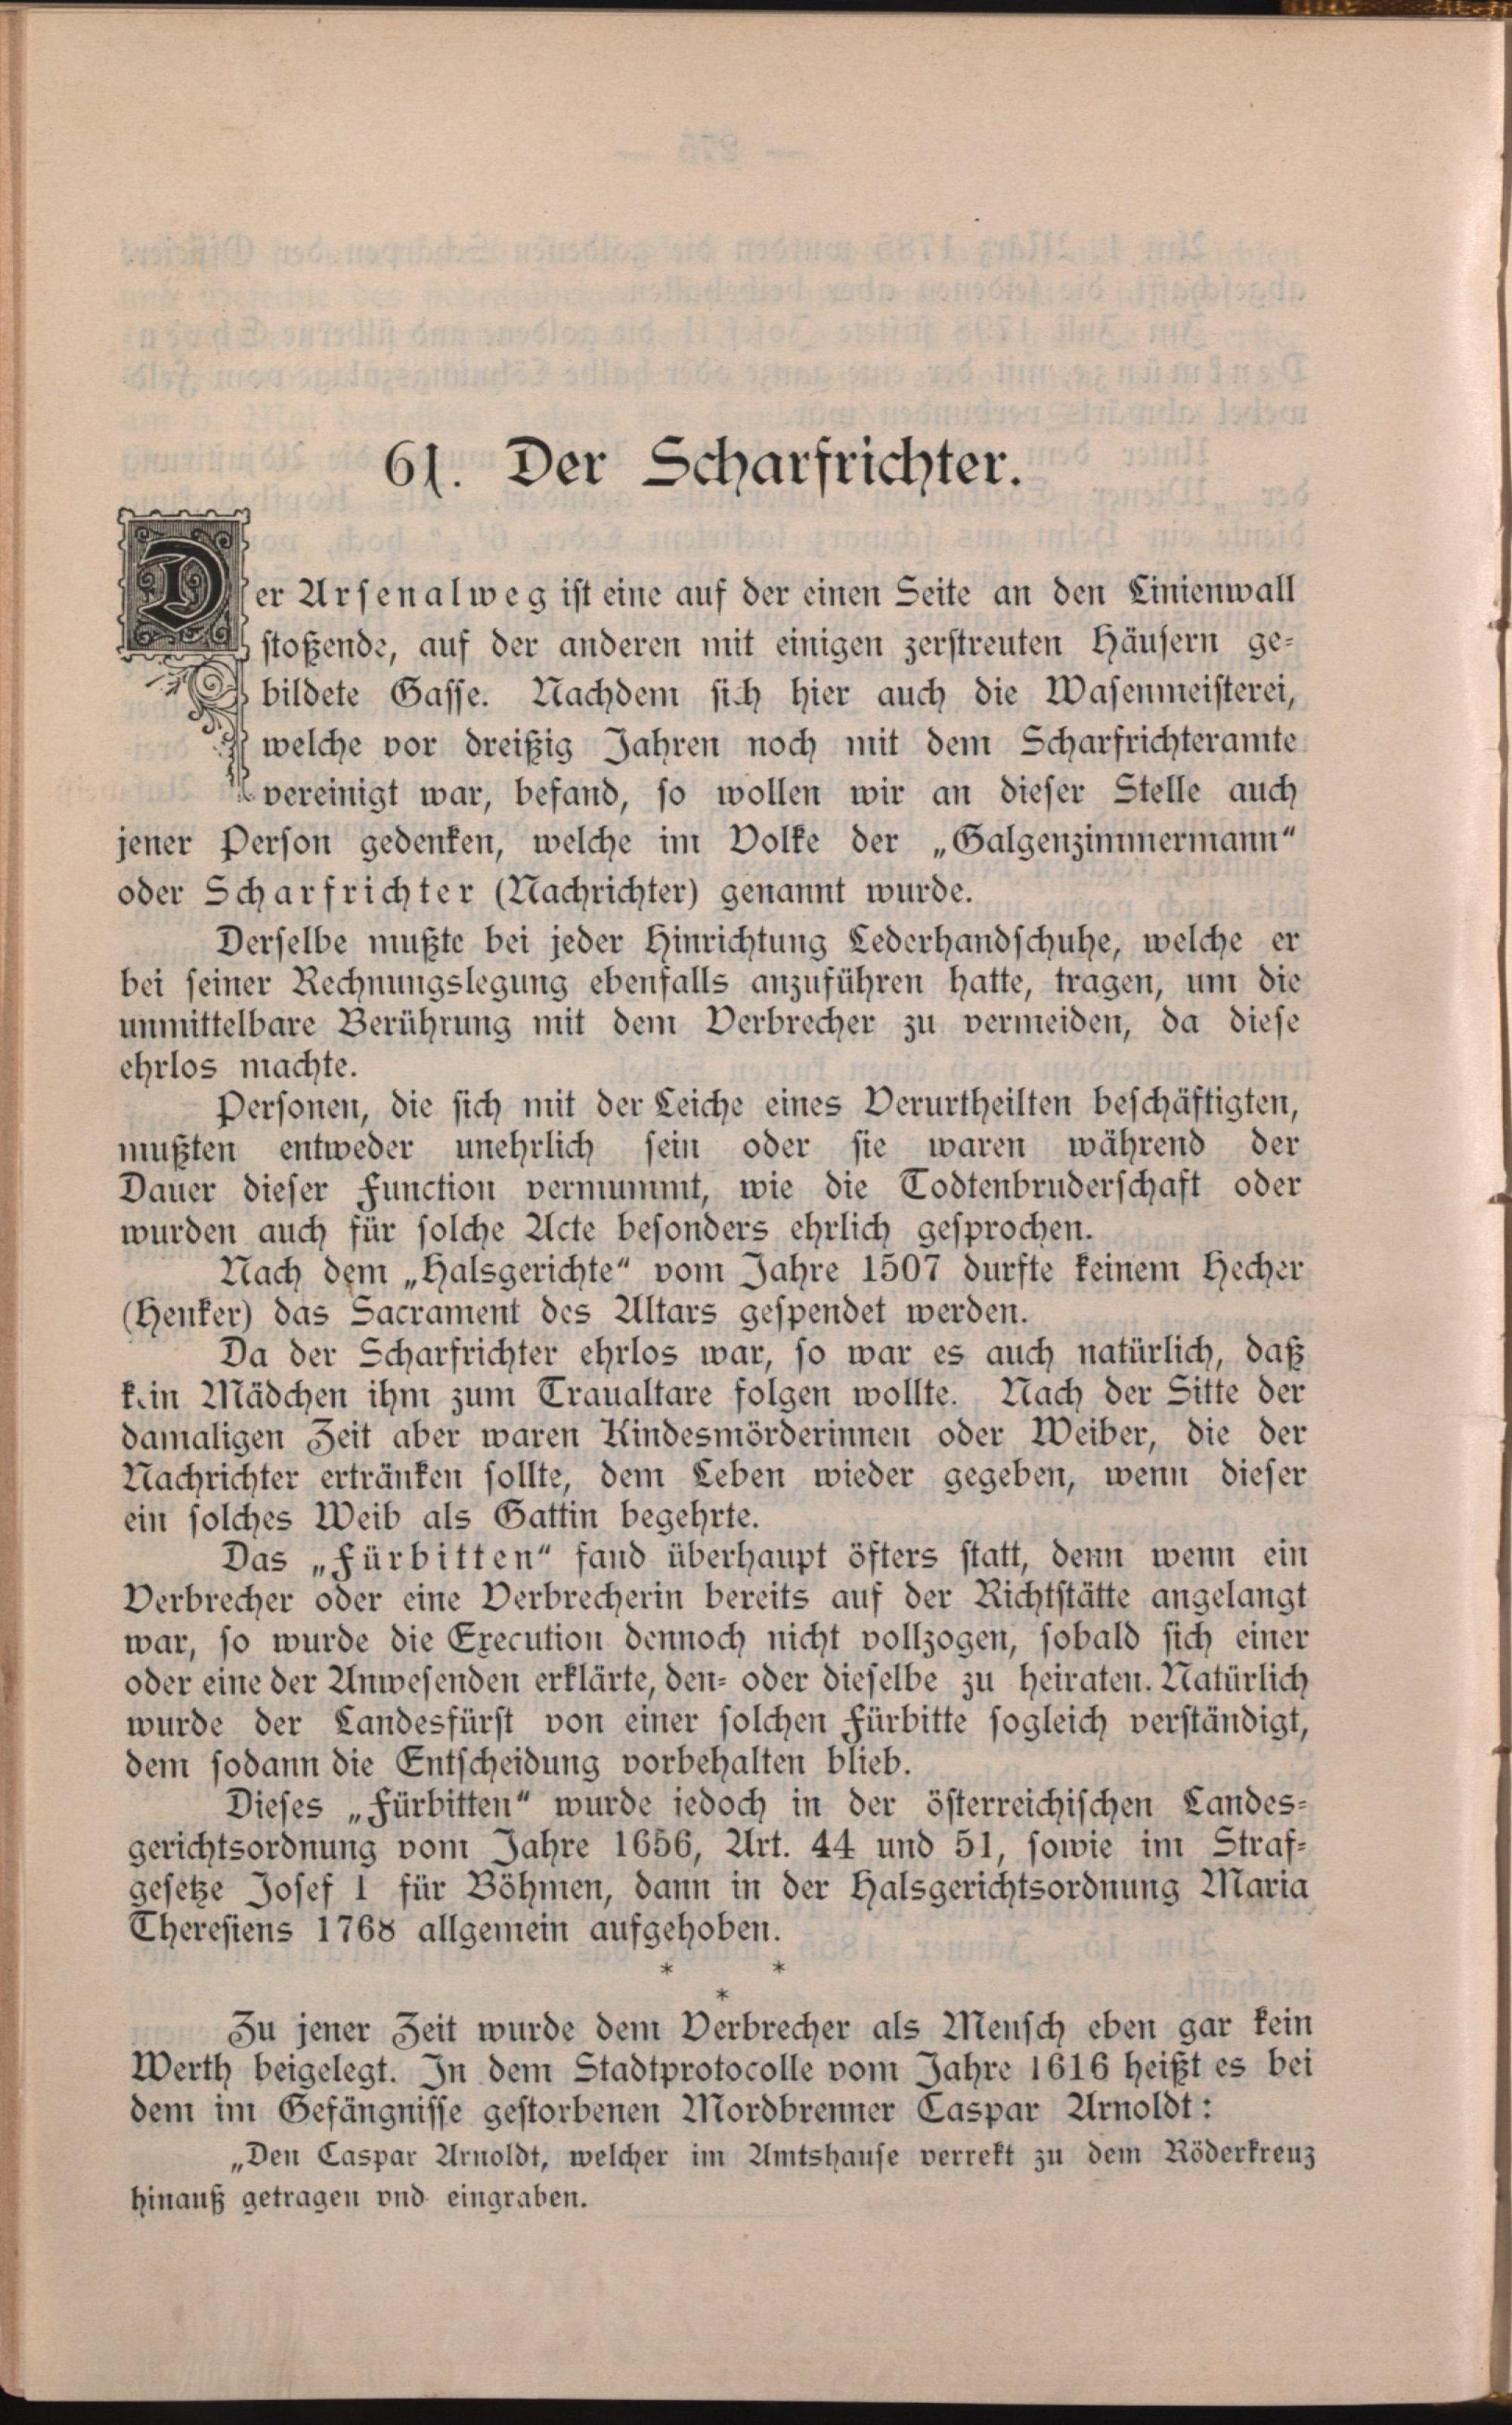 61. Der Scharfrichter.
Der Arsenalweg ist eine auf der einen Seite an den Linienwall
stoßende, auf der anderen mit einigen zerstreuten Häusern ge-
bildete Gasse. Nachdem sich hier auch die Wasenmeisterei,
welche vor dreißig Jahren noch mit dem Scharfrichteramte
vereinigt war, befand, so wollen wir an dieser Stelle auch
jener Person gedenken, welche im Volke der „Galgenzimmermann“
oder Scharfrichter (Nachrichter) genannt wurde.
Derselbe mußte bei jeder Hinrichtung Lederhandschuhe, welche er
bei seiner Rechnungslegung ebenfalls anzuführen hatte, tragen, um die
unmittelbare Berührung mit dem Verbrecher zu vermeiden, da diese
ehrlos machte.
Personen, die sich mit der Leiche eines Verurtheilten beschäftigten,
mußten entweder unehrlich sein oder sie waren während der
Dauer dieser Function vermummt, wie die Todtenbruderschaft oder
wurden auch für solche Acte besonders ehrlich gesprochen.
Nach dem „Halsgerichte“ vom Jahre 1507 durfte keinem Hecher
(Henker) das Sacrament des Altars gespendet werden.
Da der Scharfrichter ehrlos war, so war es auch natürlich, daß
kein Mädchen ihm zum Traualtare folgen wollte. Nach der Sitte der
damaligen Zeit aber waren Kindesmörderinnen oder Weiber, die der
Nachrichter ertränken sollte, dem Leben wieder gegeben, wenn dieser
ein solches Weib als Gattin begehrte.
Das „Fürbitten“ fand überhaupt öfters statt, denn wenn ein
Verbrecher oder eine Verbrecherin bereits auf der Richtstätte angelangt
war, so wurde die Execution dennoch nicht vollzogen, sobald sich einer
oder eine der Anwesenden erklärte, den- oder dieselbe zu heiraten. Natürlich
wurde der Landesfürst von einer solchen Fürbitte sogleich verständigt,
dem sodann die Entscheidung vorbehalten blieb.
Dieses „Fürbitten“ wurde jedoch in der österreichischen Landes-
gerichtsordnung vom Jahre 1656, Art. 44 und 51, sowie im Straf-
gesetze Josef I für Böhmen, dann in der Halsgerichtsordnung Maria
Theresiens 1768 allgemein aufgehoben.
* *
*
Zu jener Zeit wurde dem Verbrecher als Mensch eben gar kein
Werth beigelegt. In dem Stadtprotocolle vom Jahre 1616 heißt es bei
dem im Gefängnisse gestorbenen Mordbrenner Caspar Arnoldt:
„Den Caspar Arnoldt, welcher im Amtshause verrekt zu dem Röderkreuz
hinauß getragen vnd eingraben.